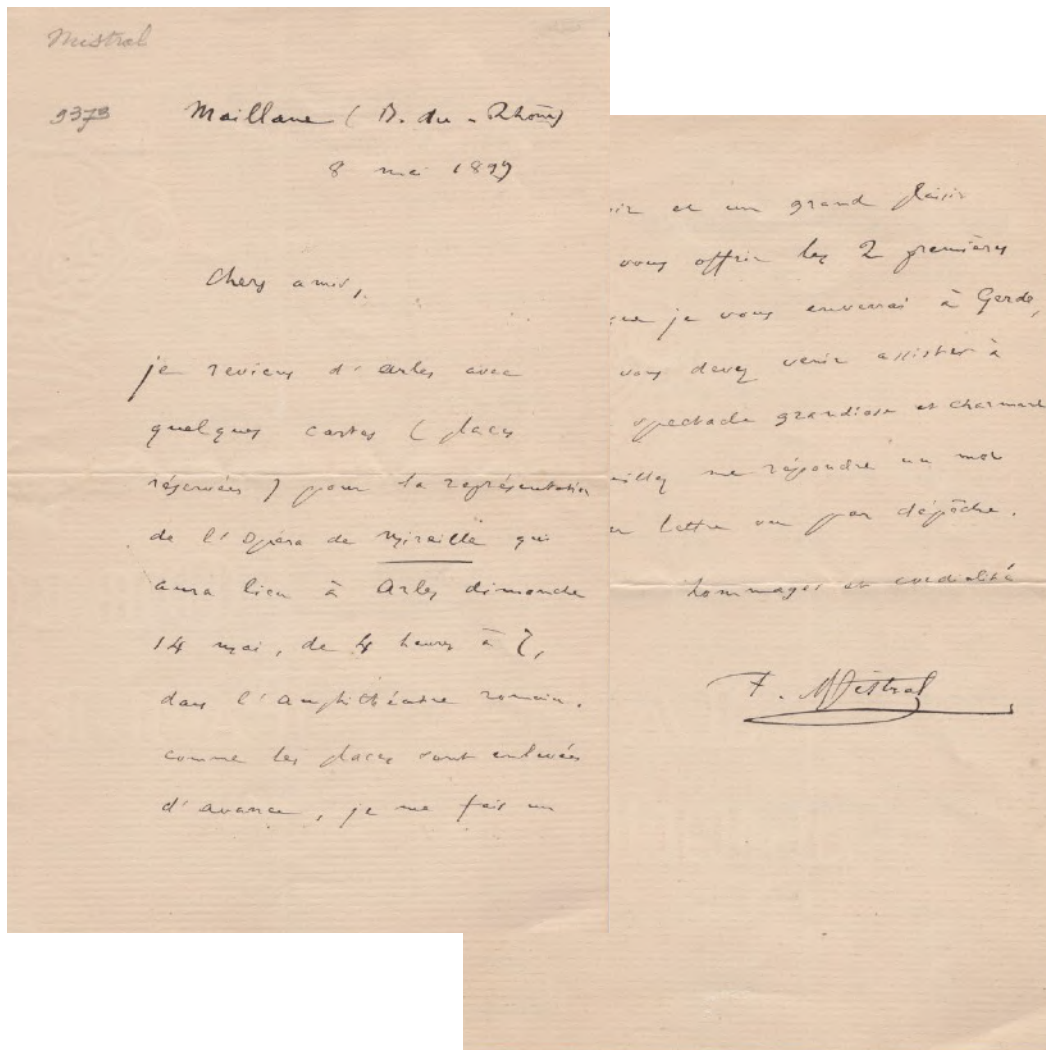 Mistral
9373
Maillane (B. du-Rhône)
8 mai 1899
Chers amis,
je reviens d'Arles avec
quelques cartes (places
réservées) pour la représentation
de l'Opéra de Mireille qui
aura lieu à Arles dimanche
14 mai, de 4 heures à 7,
dans l'Amphithéatre romain.
comme les places sont enlevées
d'avance, je me fais un
oir et un grand plaisir
vous offrir les 2 premières
que je vous enverrai à Gerde,
vous devez venir assister à
spectacle grandiose et charmant
euillez me répondre un mot
lettre ou par dépêche.
hommages et cordialité
F. Mistral